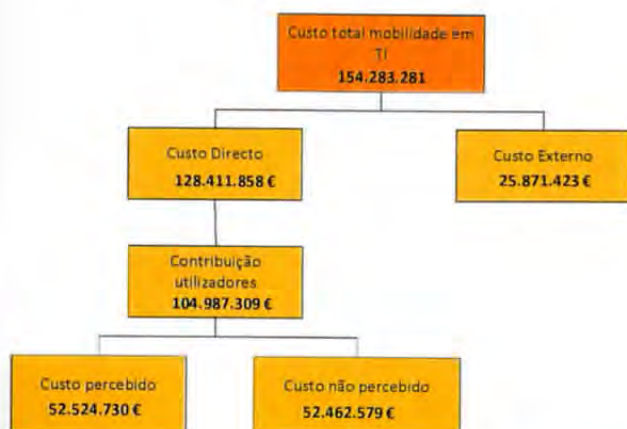 Custo total mobilidade em
TI
154.283.281
Custo Directo
128.411.858 €
Custo Externo
25.871.423 €
Contribuição
utilizadores
104.987.309 €
Custo percebido
52.524.730 €
Custo não percebido
52.462.579 €